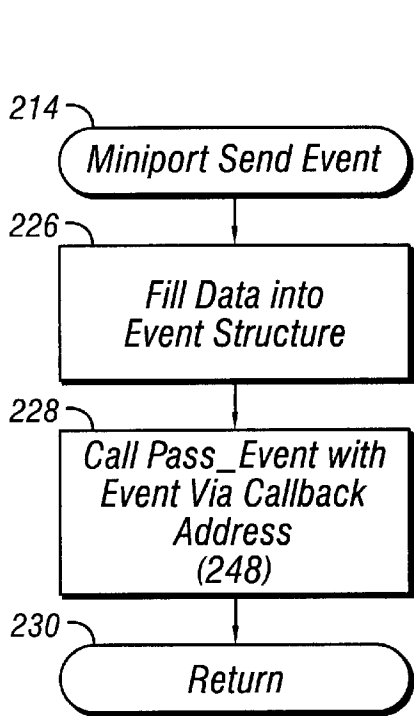 214
Miniport Send Event
226
Fill Data into
Event Structure
228
Call Pass_Event with
Event Via Callback
Address
(248)
230
Return